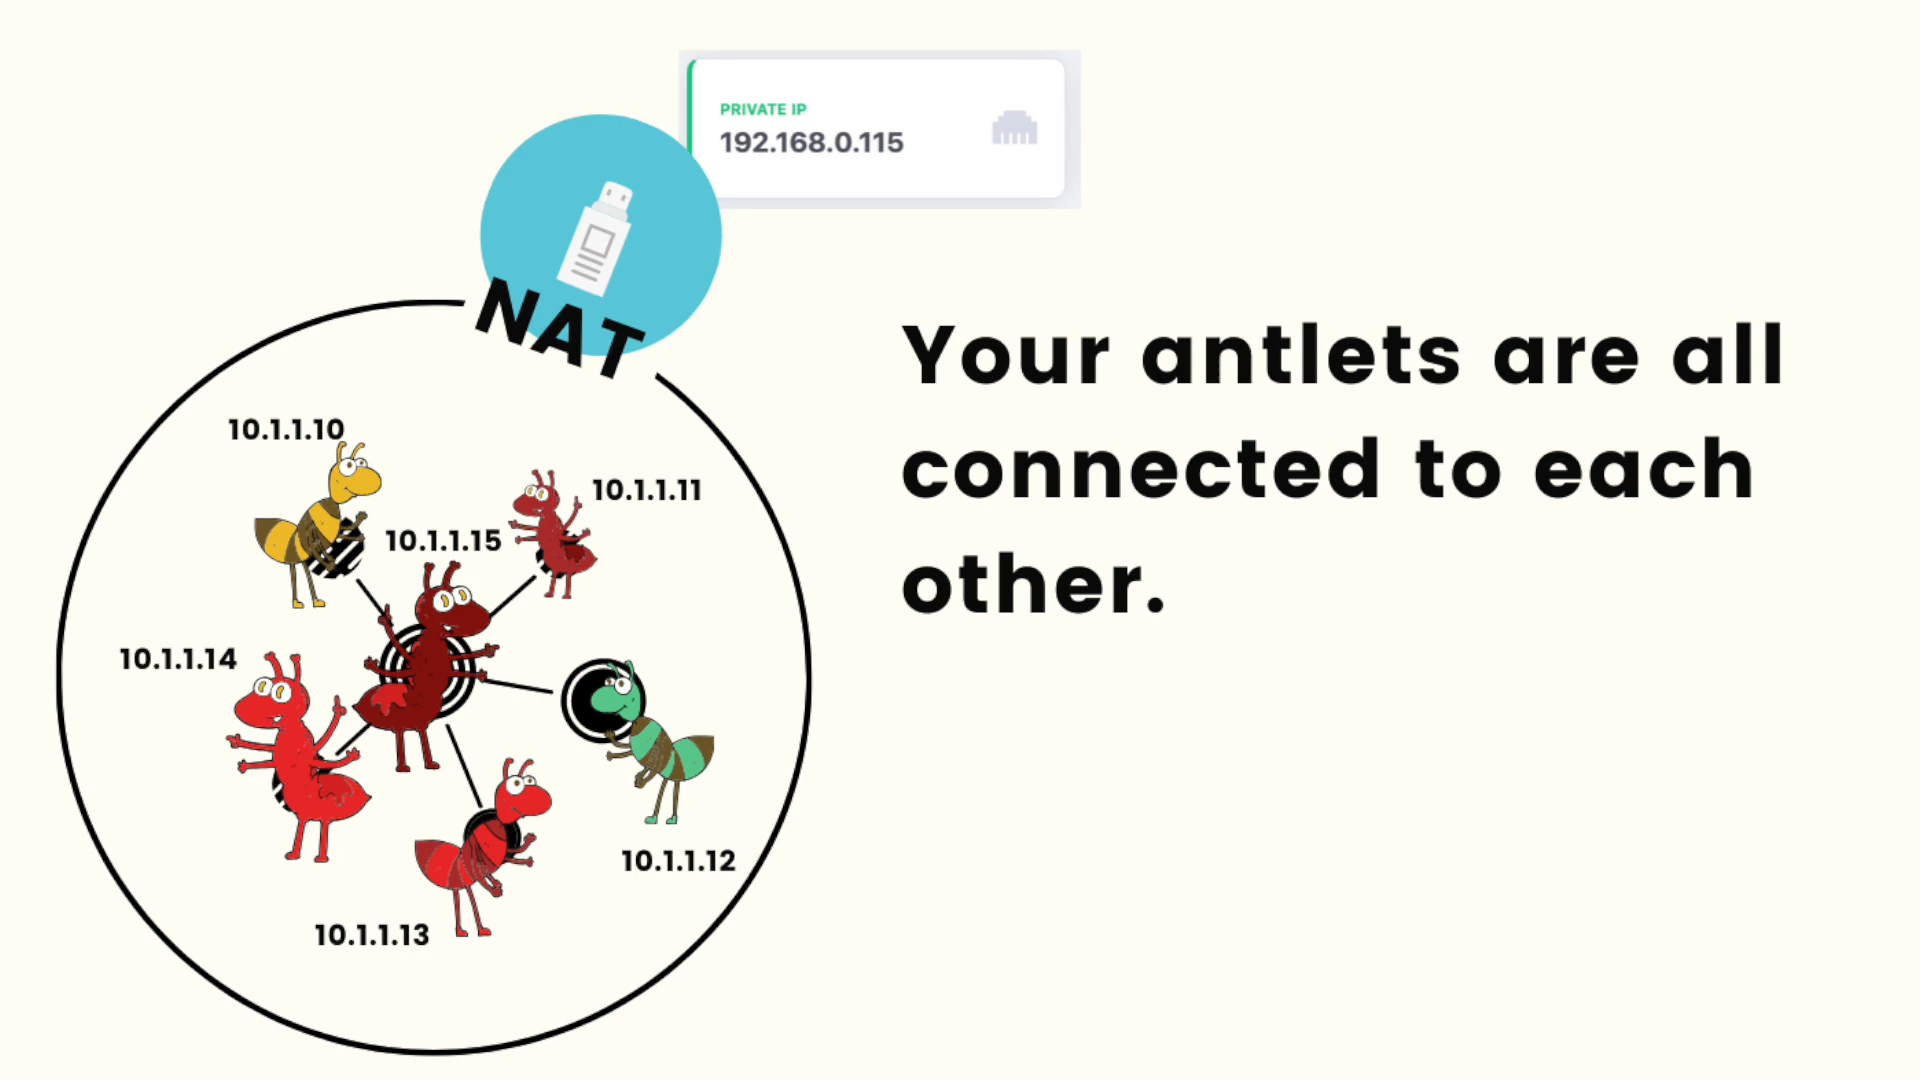 PRIVATE IP
192.168.0.115
NAT
Your antlets are all
connected to each
other.
10.1.1.10
10.1.1.11
10.1.1.15
10.1.1.14
10.1.1.12
10.1.1.13